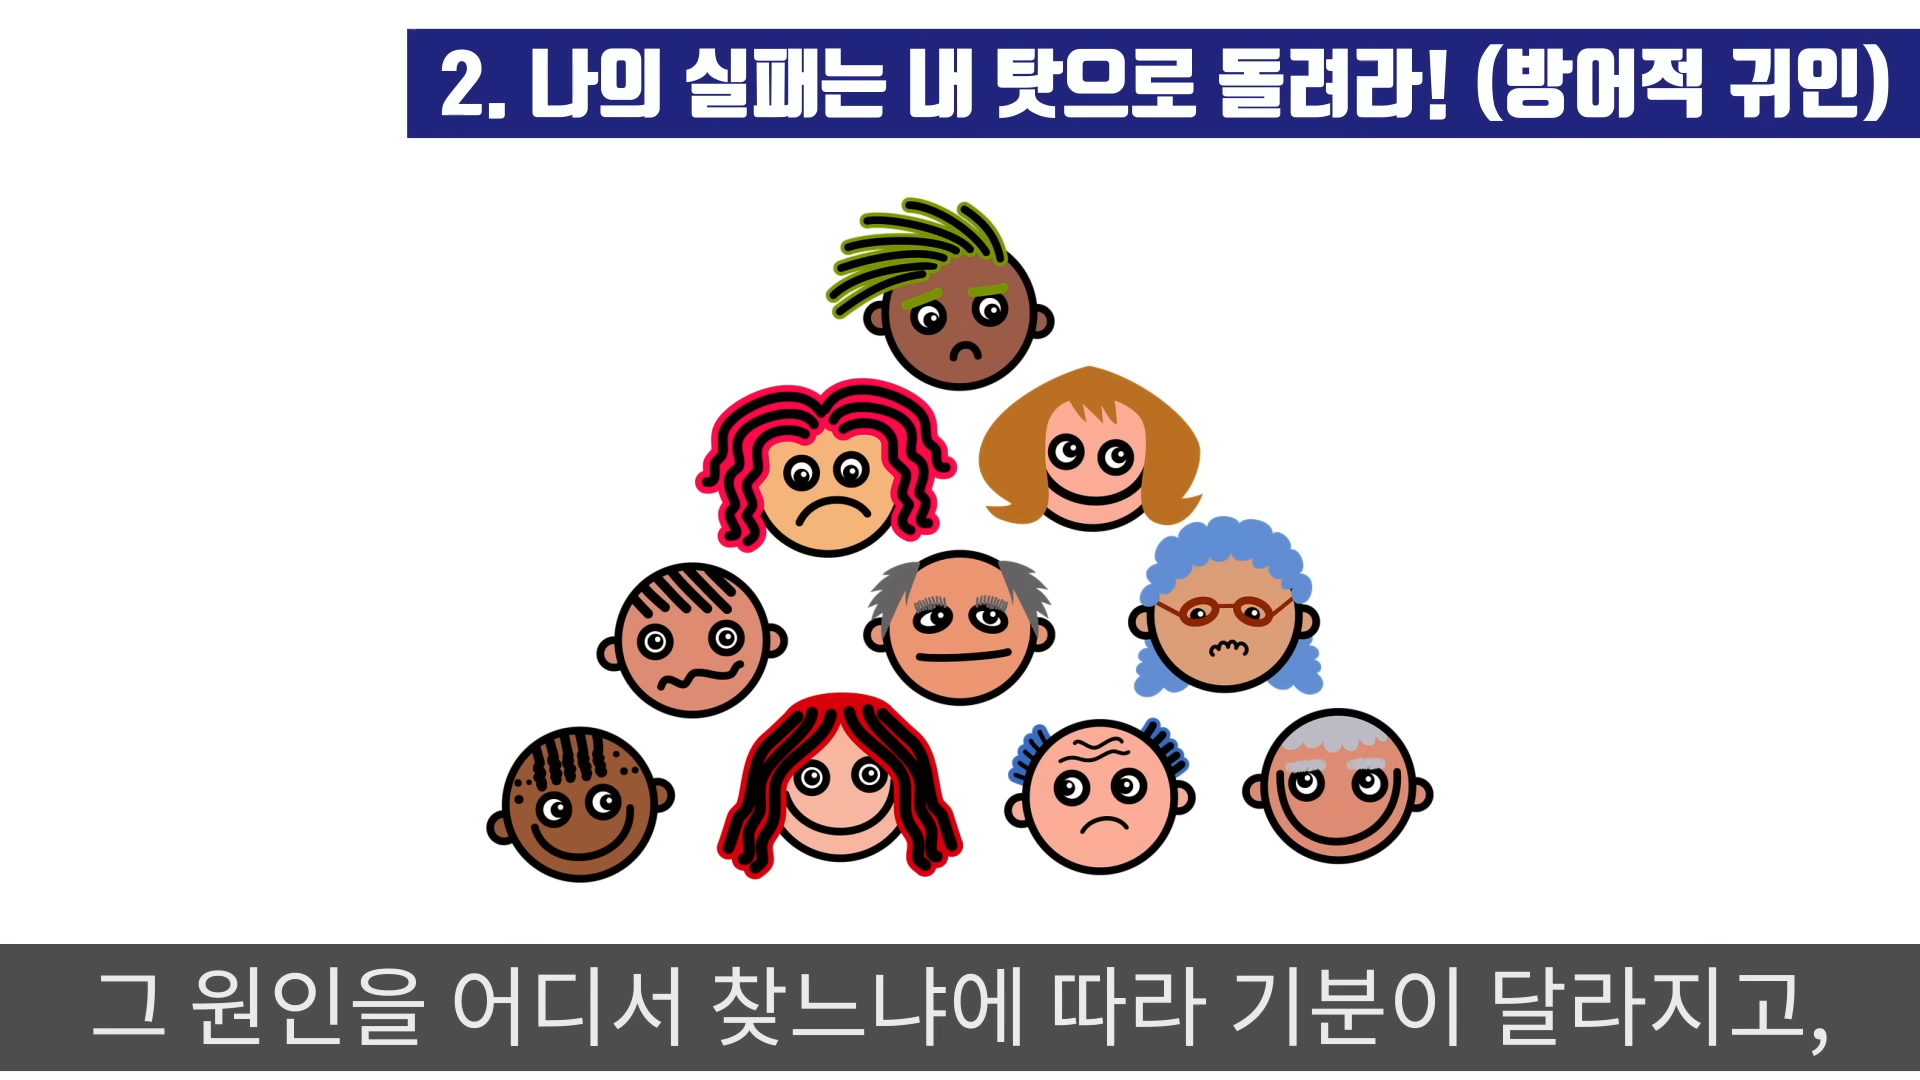 2. 나의 실패는 내 탓으로 돌려라! (방어적 귀인)
그 원인을 어디서 찾느냐에 따라 기분이 달라지고,